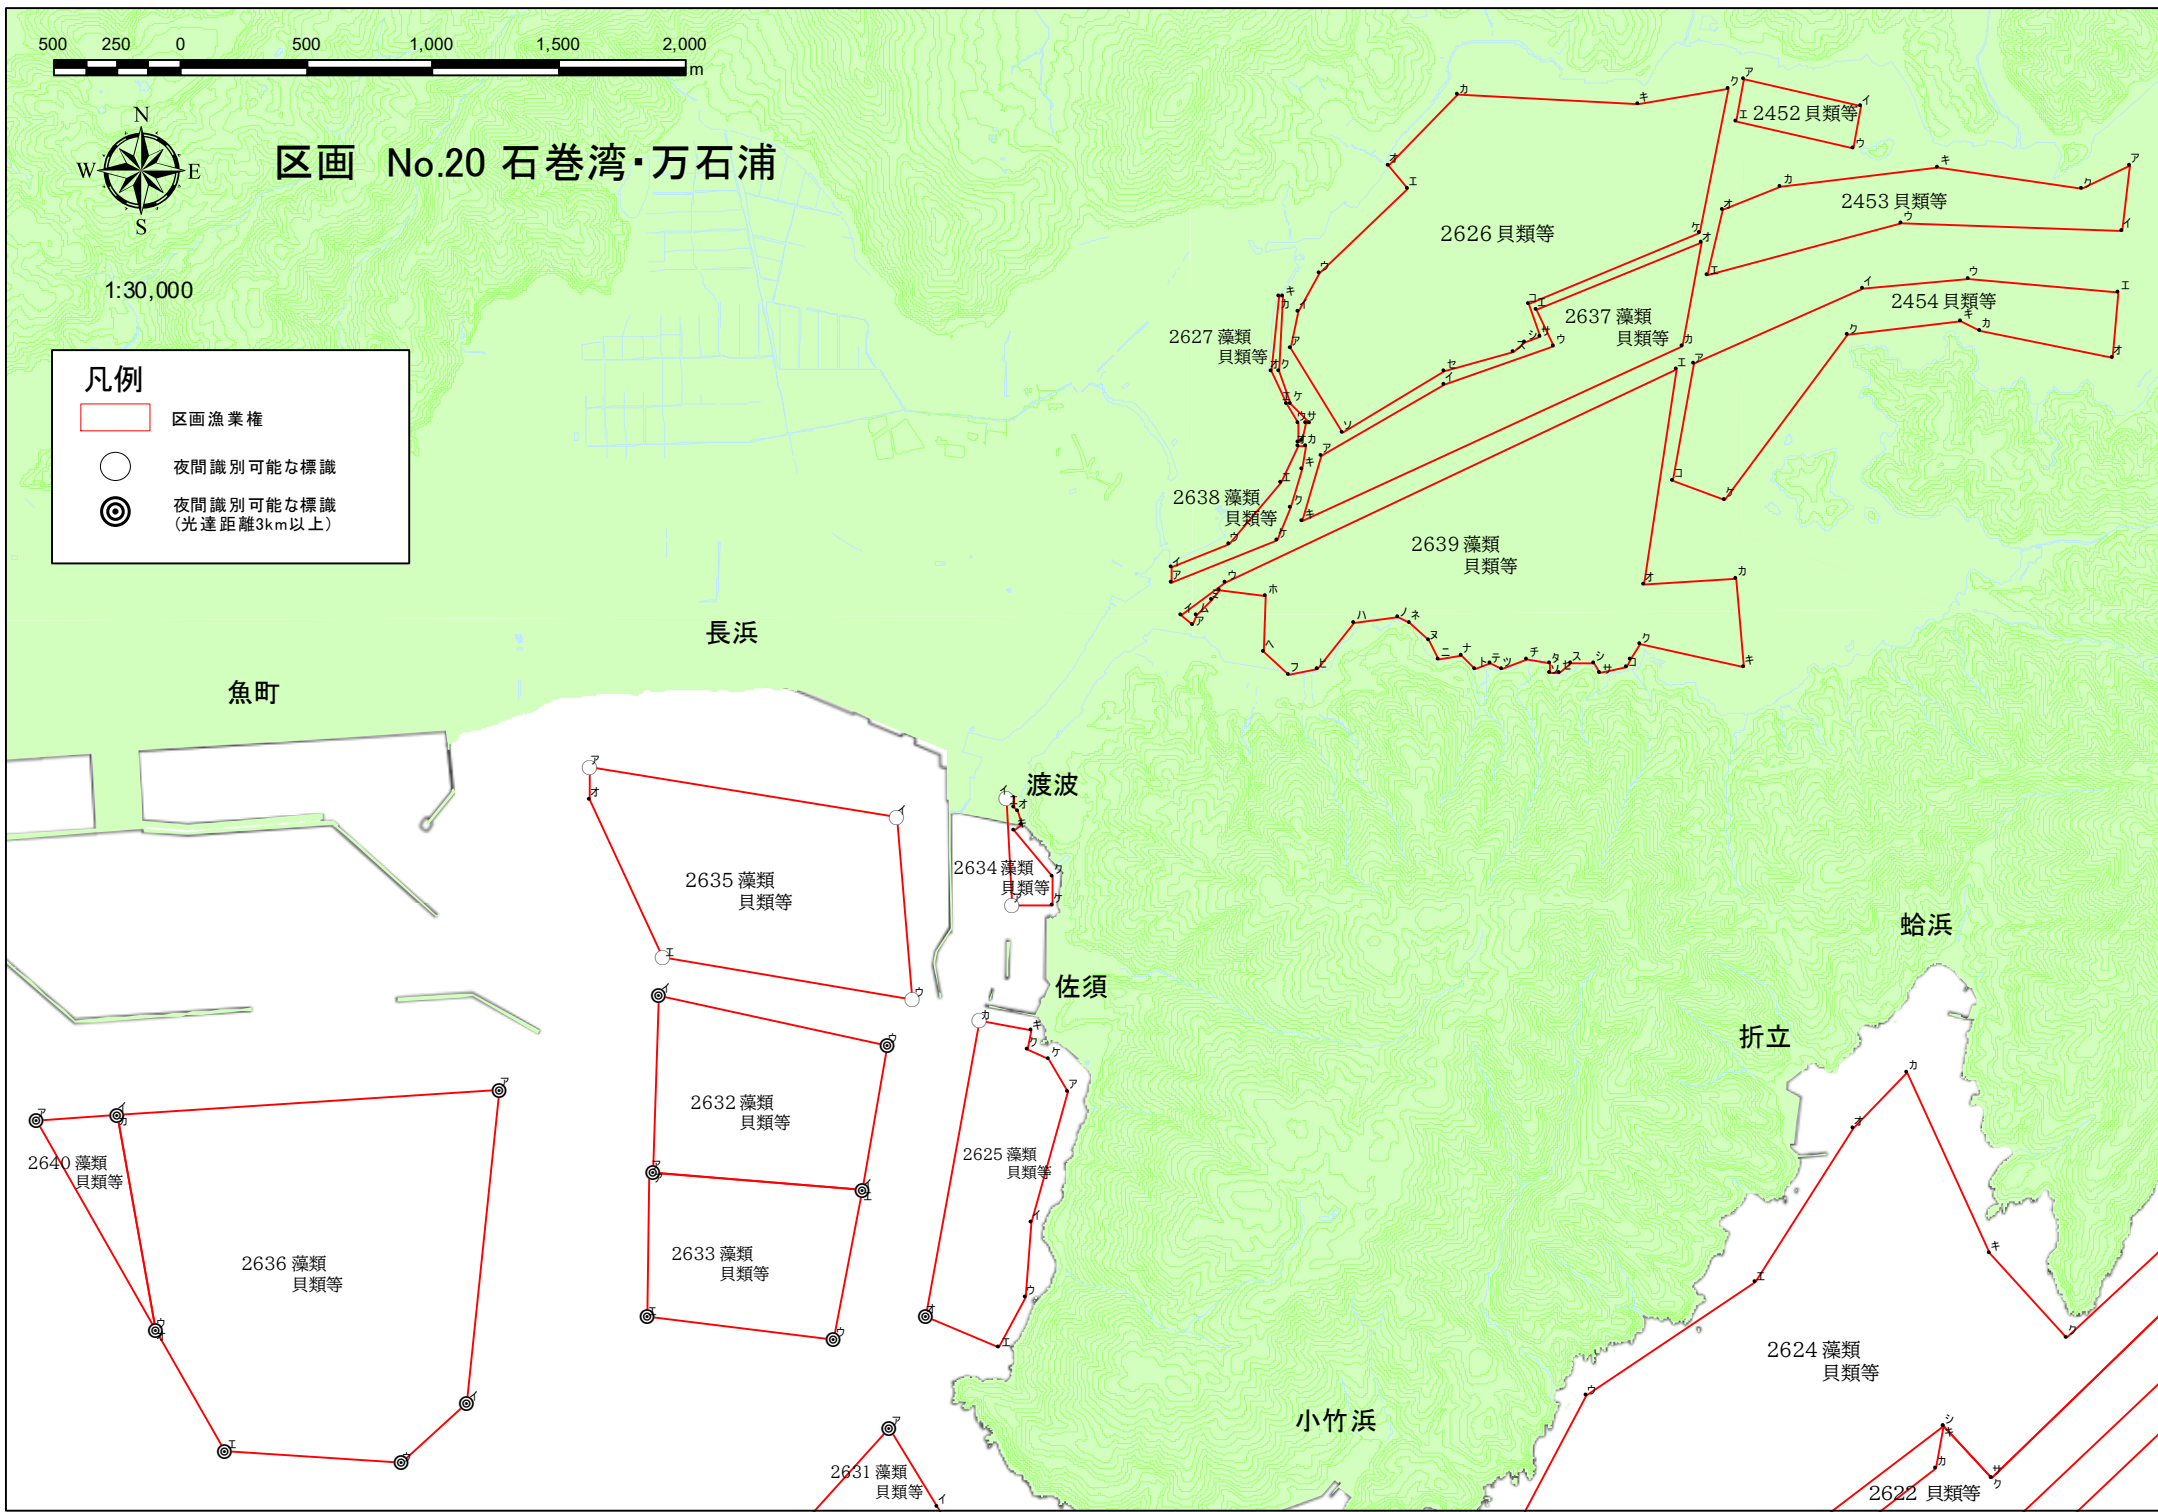 500 250 0 500 1,000 1,500 2,000
m
N
W E
S
区画 No.20 石巻湾・万石浦
1:30,000
凡例
区画漁業権
夜間識別可能な標識
夜間識別可能な標識
(光達距離3km以上)
2452 貝類等
2453 貝類等
2626 貝類等
2454 貝類等
2637 藻類
貝類等
2627 藻類
貝類等
2638 藻類
貝類等
2639 藻類
貝類等
長浜
魚町
渡波
2634 藻類
貝類等
2635 藻類
貝類等
蛤浜
佐須
折立
2632 藻類
貝類等
2625 藻類
貝類等
2640 藻類
貝類等
2636 藻類
貝類等
2633 藻類
貝類等
2624 藻類
貝類等
小竹浜
2631 藻類
貝類等
2622 貝類等